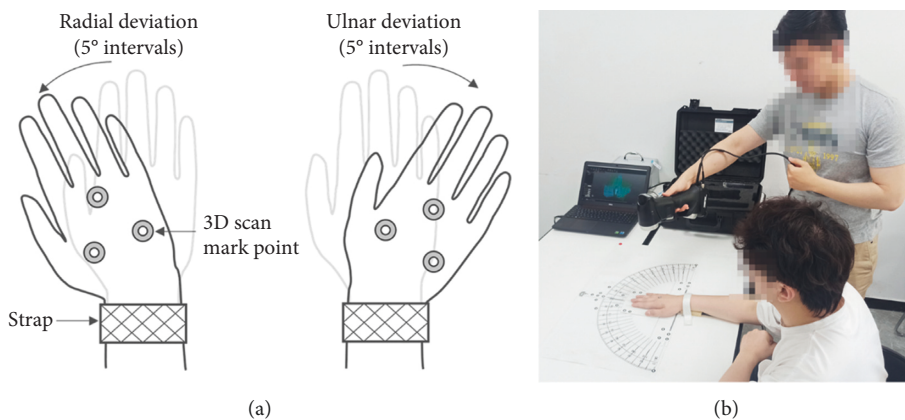 Radial deviation
(5° intervals)
Ulnar deviation
(5° intervals)
3D scan
mark point
Strap
(a)
(b)